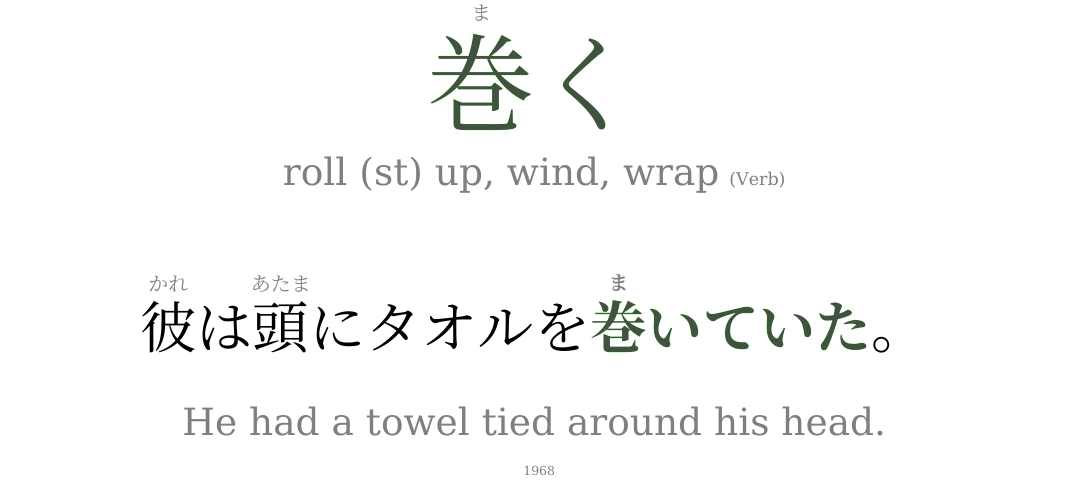 ま
巻く
roll (st) up, wind, wrap (Verb)
かれ あたま ま
彼は頭にタオルを巻いていた。
He had a towel tied around his head.
1968